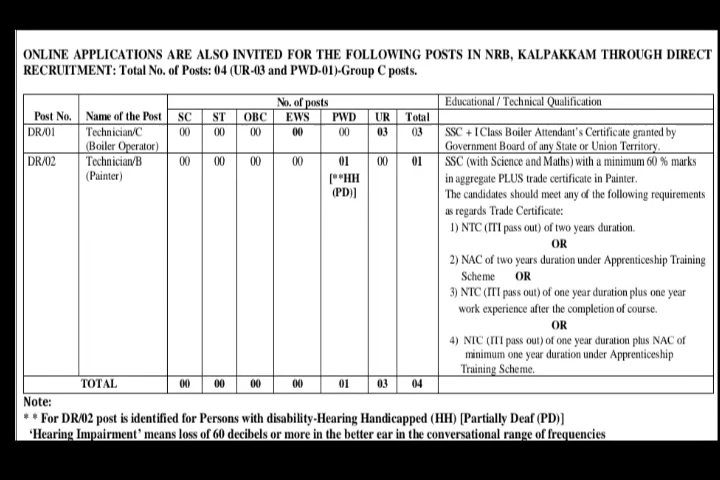 ONLINE APPLICATIONS ARE ALSO INVITED FOR THE FOLLOWING POSTS IN NRB, KALPAKKAM THROUGH DIRECT
RECRUITMENT: Total No. of Posts: 04 (UR-03 and PWD-01)-Group C posts.
No. of posts Educational / Technical Qualification
Post No. Name of the Post SC ST OBC EWS PWD UR Total
DR/01 Technician/C 00 00 00 00 00 03 03 SSC + I Class Boiler Attendant's Certificate granted by
(Boiler Operator) Government Board of any State or Union Territory.
DR/02 Technician/B 00 00 00 00 01 00 01 SSC (with Science and Maths) with a minimum 60 % marks
(Painter) [**HH in aggregate PLUS trade certificate in Painter.
(PD)] The candidates should meet any of the following requirements
as regards Trade Certificate:
1) NTC (ITI pass out) of two years duration.
OR
2) NAC of two years duration under Apprenticeship Training
Scheme OR
3) NTC (ITI pass out) of one year duration plus one year
work experience after the completion of course.
OR
4) NTC (ITI pass out) of one year duration plus NAC of
minimum one year duration under Apprenticeship
Training Scheme.
TOTAL 00 00 00 00 01 03 04
Note:
* * For DR/02 post is identified for Persons with disability-Hearing Handicapped (HH) [Partially Deaf (PD)]
'Hearing Impairment' means loss of 60 decibels or more in the better ear in the conversational range of frequencies